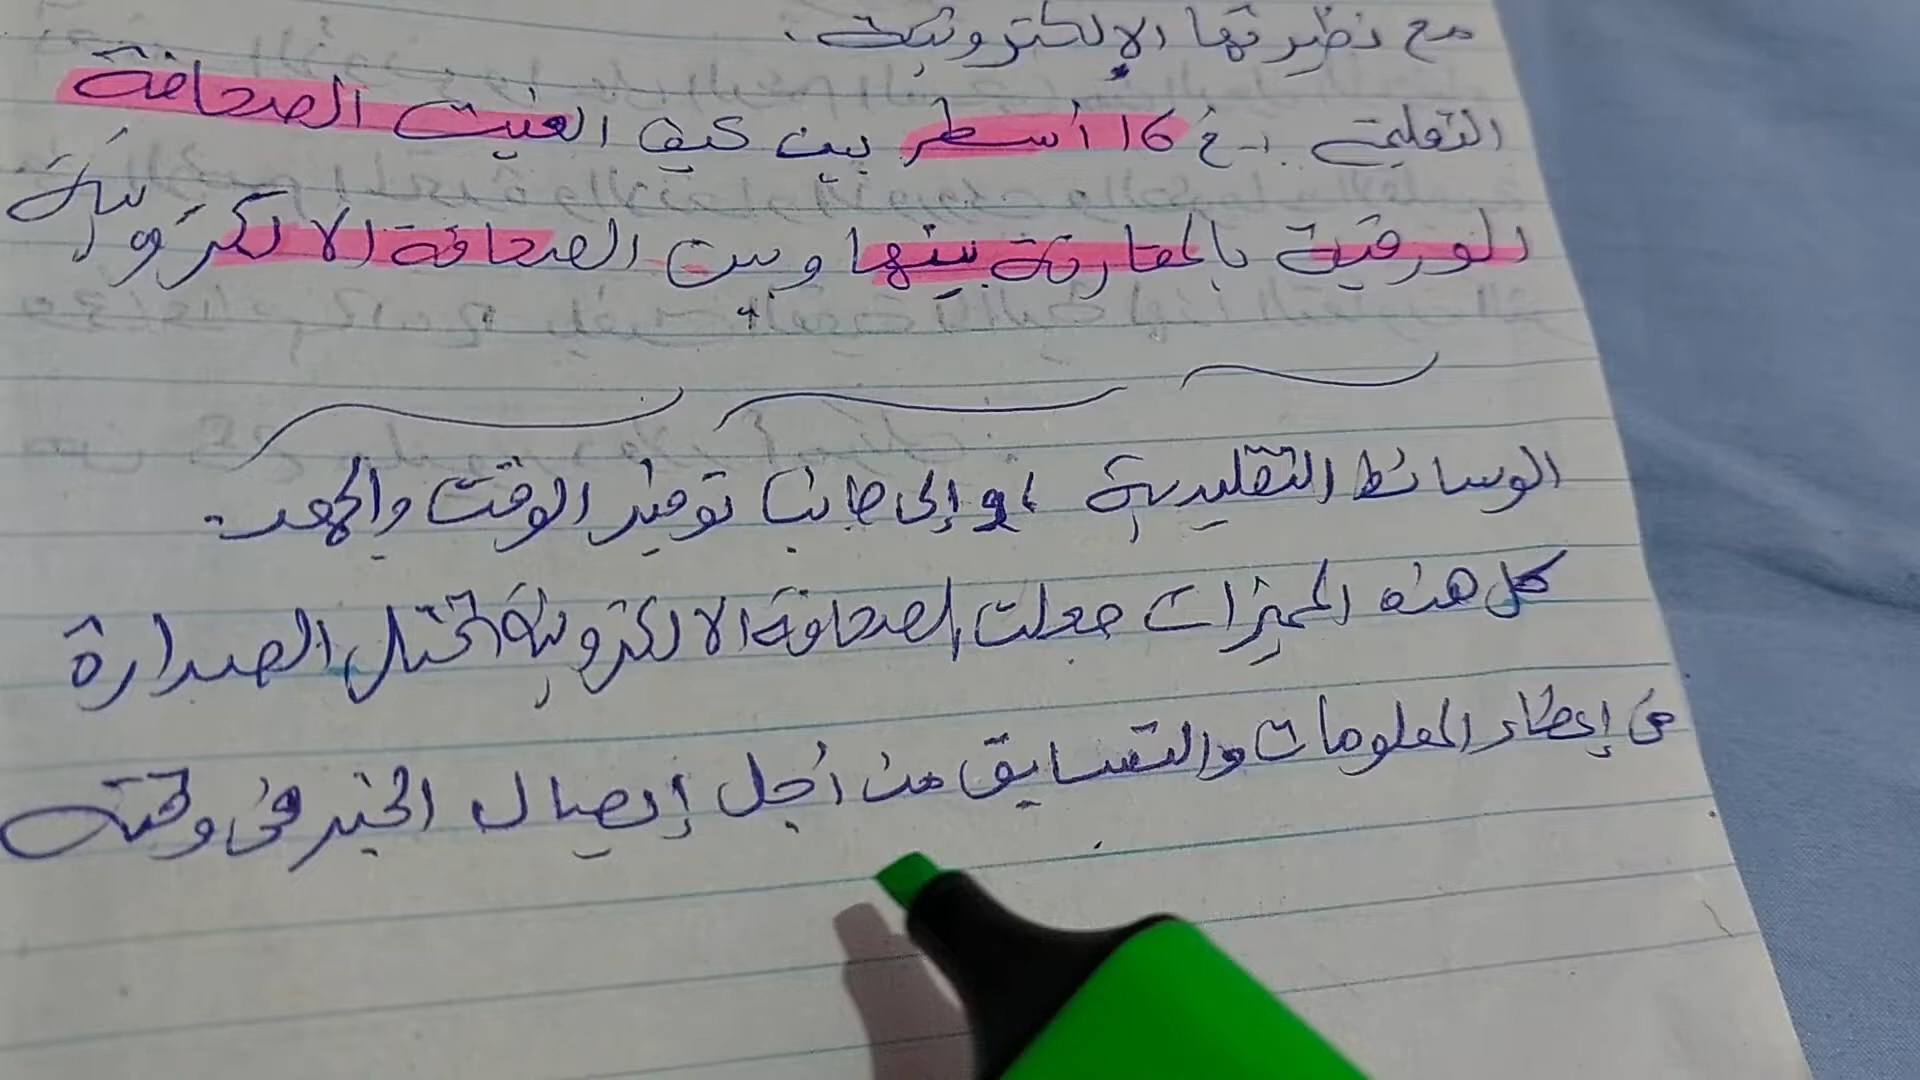 مع نظيرتها الإلكترونية.
التعليمة: في 16 أسطر بين كيف الصحافة
الورقية بالمقارنة بينها وبين الصحافة الالكترونية
الوسائط التقليدية، وإلى جانب توفير الوقت والجهد.
كل هذه المميزات جعلت الصحافة الالكترونية تحتل الصدارة
في إعطاء المعلومات والتسابق من أجل إيصال الخبر في وقته